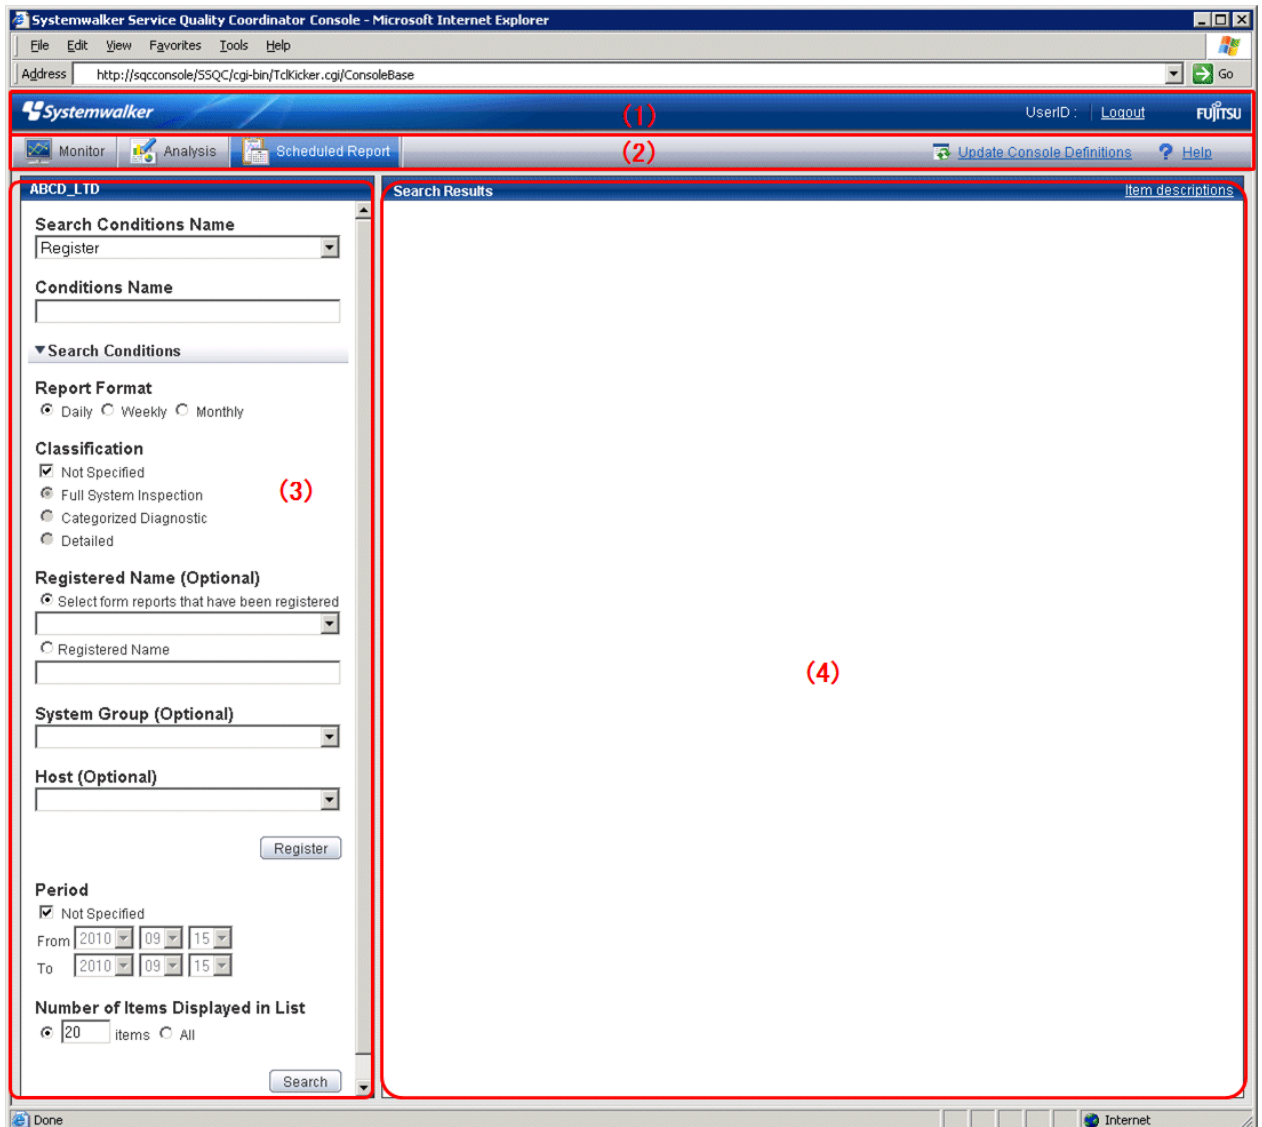 Systemwalker Service Quality Coordinator Console - Microsoft Internet Explorer
File Edit View Favorites Tools Help
Address http://sqcconsole/SSQC/cgi-bin/TclKicker.cgi/ConsoleBase Go
Systemwalker (1) UserID : Logout FUJITSU
Monitor Analysis Scheduled Report (2) Update Console Definitions ? Help
ABCD_LTD
Search Results Item descriptions
Search Conditions Name
Register
Conditions Name
Search Conditions
Report Format
Daily Weekly Monthly
Classification
Not Specified
Full System Inspection
(3)
Categorized Diagnostic
Detailed
Registered Name (Optional)
Select form reports that have been registered
Registered Name
(4)
System Group (Optional)
Host (Optional)
Register
Period
Not Specified
From 2010 09 15
To 2010 09 15
Number of Items Displayed in List
20 items All
Search
Done Internet